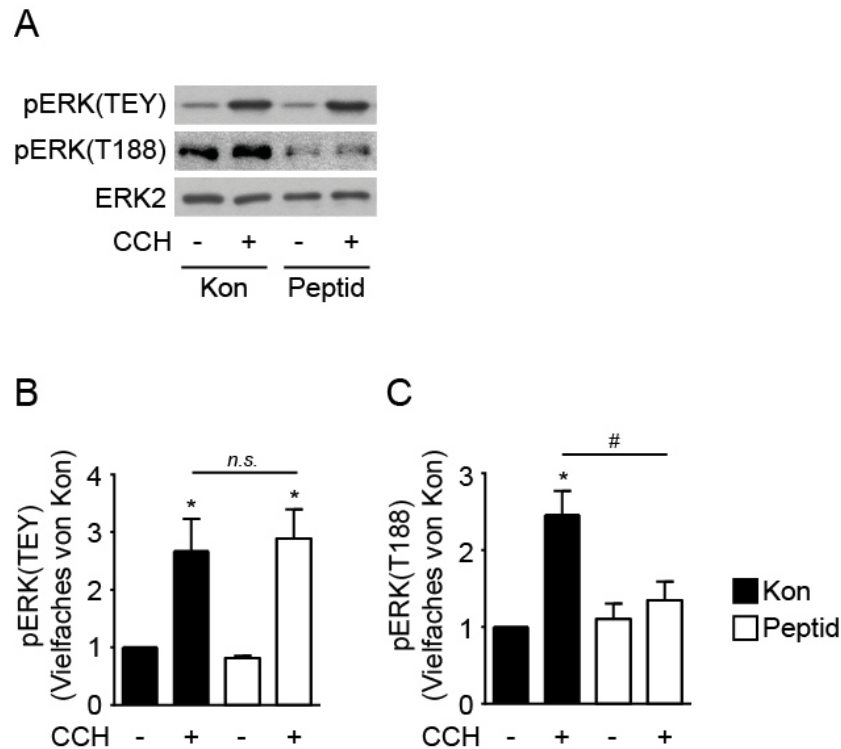 A
pERK(TEY)
pERK(T188)
ERK2
CCH - + - +
Kon Peptid
B
pERK(TEY)
(Vielfaches von Kon)
4
3
2
1
0
n.s.
*
*
CCH - + - +
C
pERK(T188)
(Vielfaches von Kon)
3
2
1
0
#
*
CCH - + - +
Kon
Peptid